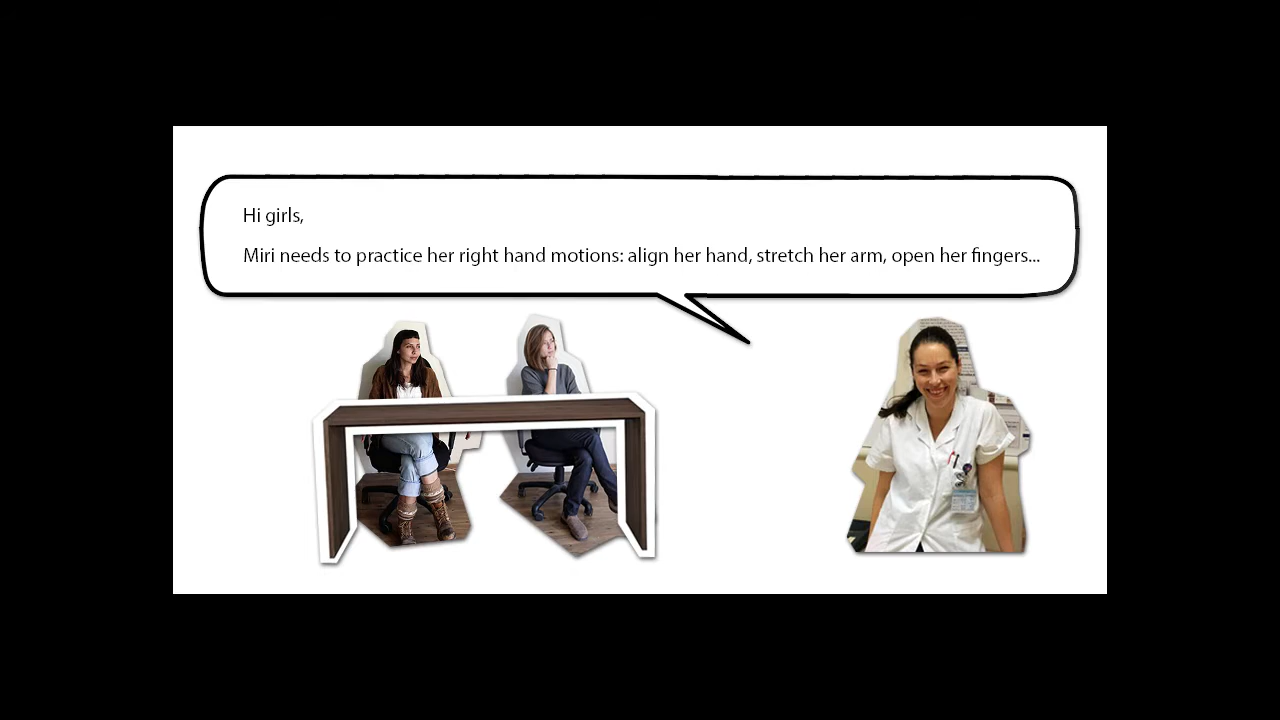 Hi girls,
Miri needs to practice her right hand motions: align her hand, stretch her arm, open her fingers...